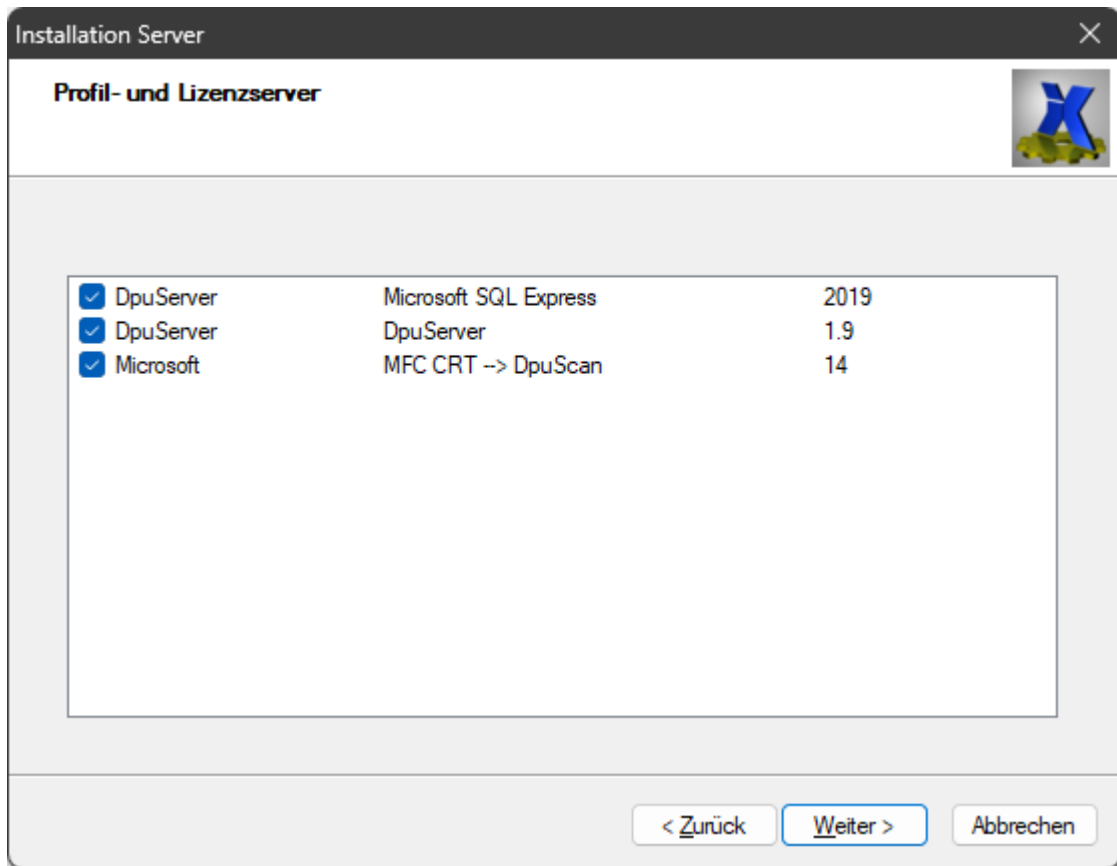 Installation Server
Profil- und Lizenzserver
DpuServer Microsoft SQL Express 2019
DpuServer DpuServer 1.9
Microsoft MFC CRT --> DpuScan 14
< Zurück Weiter > Abbrechen